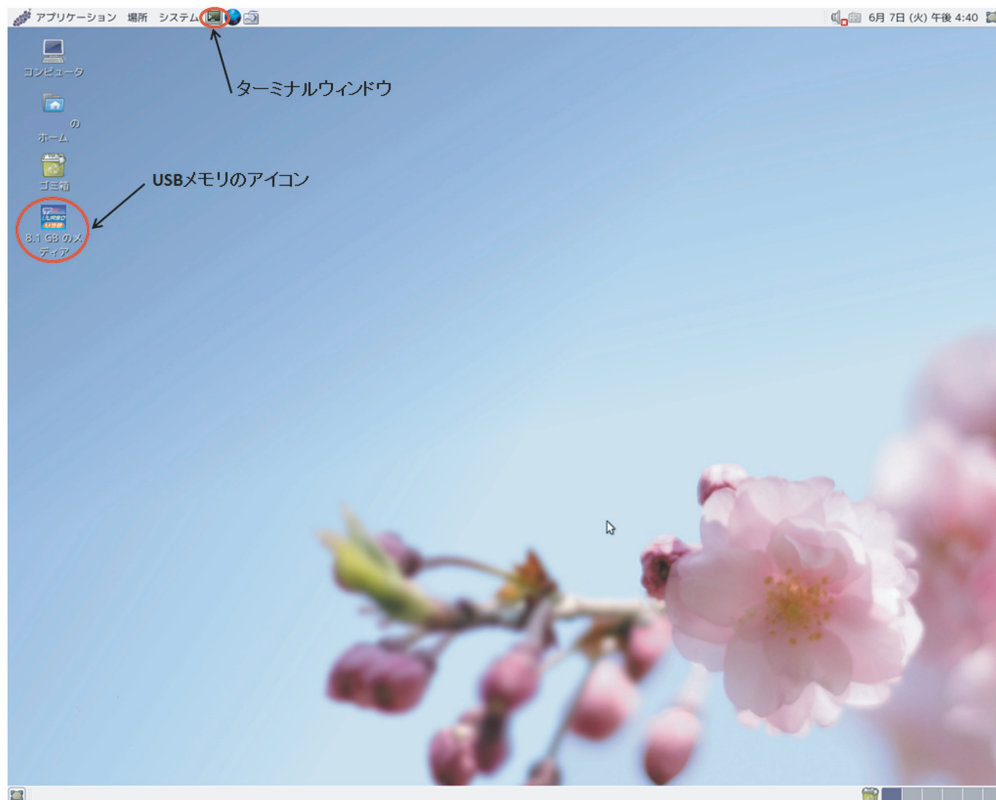 アプリケーション 場所 システム 6月 7日 (火) 午後 4:40
コンピュータ
ターミナルウィンドウ
の
ホーム
USBメモリのアイコン
ゴミ箱
TURBO
USB
8.1 GB のメ
ディア